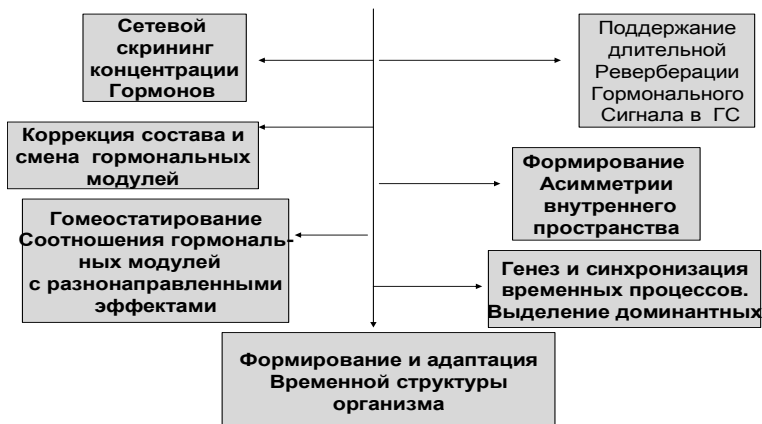 Сетевой
скрининг
концентрации
Гормонов
Поддержание
длительной
Реверберации
Гормонального
Сигнала в ГС
Коррекция состава и
смена гормональных
модулей
Формирование
Асимметрии
внутреннего
пространства
Гомеостатирование
Соотношения гормональ-
ных модулей
с разнонаправленными
эффектами
Генез и синхронизация
временных процессов.
Выделение доминантных
Формирование и адаптация
Временной структуры
организма